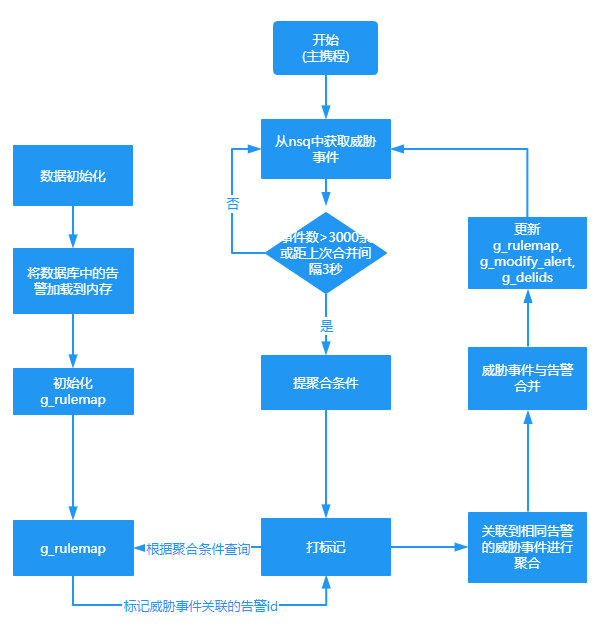 开始
(主携程)
从nsq中获取威胁
事件
否
事件数>3000条
或距上次合并间
隔3秒
是
提聚合条件
打标记
数据初始化
将数据库中的告
警加载到内存
初始化
g_rulemap
g_rulemap
根据聚合条件查询
标记威胁事件关联的告警id
关联到相同告警
的威胁事件进行
聚合
威胁事件与告警
合并
更新
g_rulemap,
g_modify_alert,
g_delids